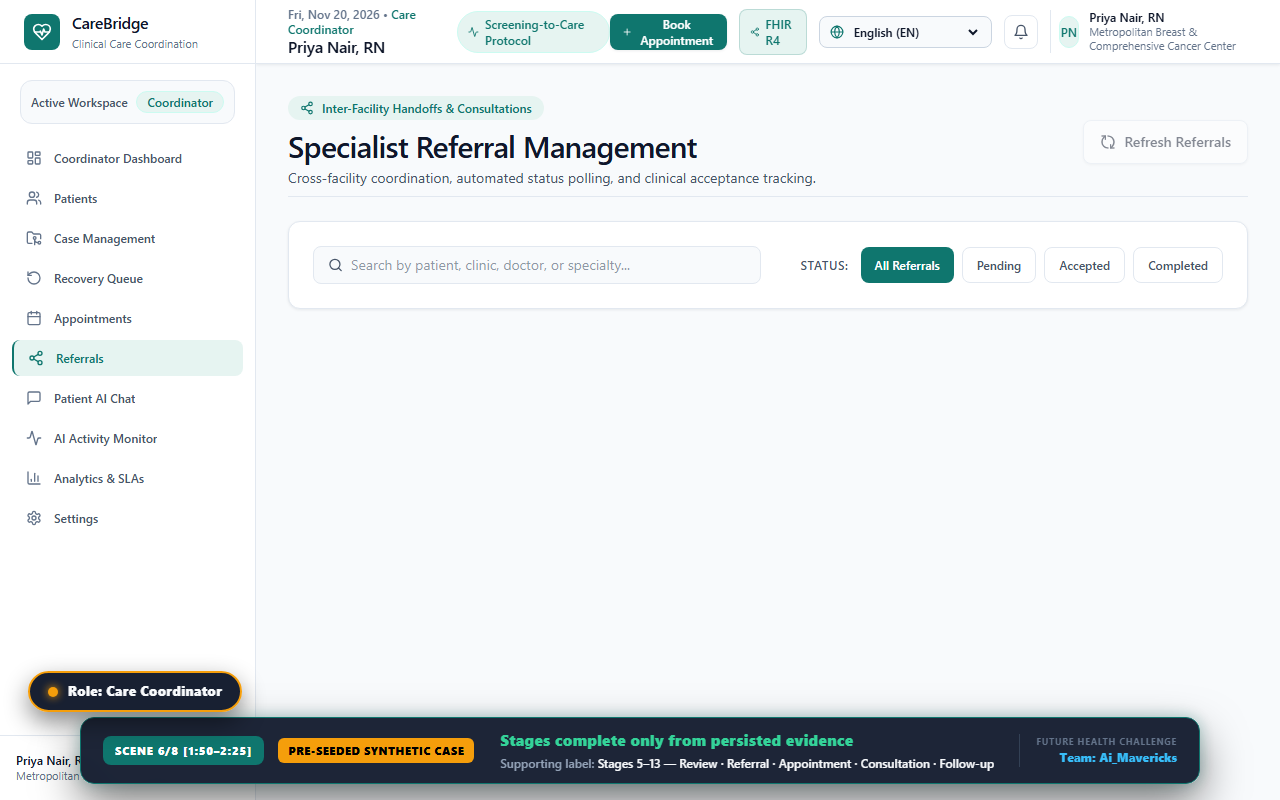 CareBridge
Clinical Care Coordination
Fri, Nov 20, 2026 • Care
Coordinator
Priya Nair, RN
Screening-to-Care
Protocol
Book
Appointment
FHIR
R4
English (EN)
PN
Priya Nair, RN
Metropolitan Breast &
Comprehensive Cancer Center
Active Workspace
Coordinator
Coordinator Dashboard
Patients
Case Management
Recovery Queue
Appointments
Referrals
Patient AI Chat
AI Activity Monitor
Analytics & SLAs
Settings
Inter-Facility Handoffs & Consultations
Specialist Referral Management
Cross-facility coordination, automated status polling, and clinical acceptance tracking.
Refresh Referrals
Search by patient, clinic, doctor, or specialty...
STATUS:
All Referrals
Pending
Accepted
Completed
Role: Care Coordinator
Priya Nair, R
Metropolitan
SCENE 6/8 [1:50–2:25]
PRE-SEEDED SYNTHETIC CASE
Stages complete only from persisted evidence
Supporting label: Stages 5–13 — Review · Referral · Appointment · Consultation · Follow-up
FUTURE HEALTH CHALLENGE
Team: Ai_Mavericks